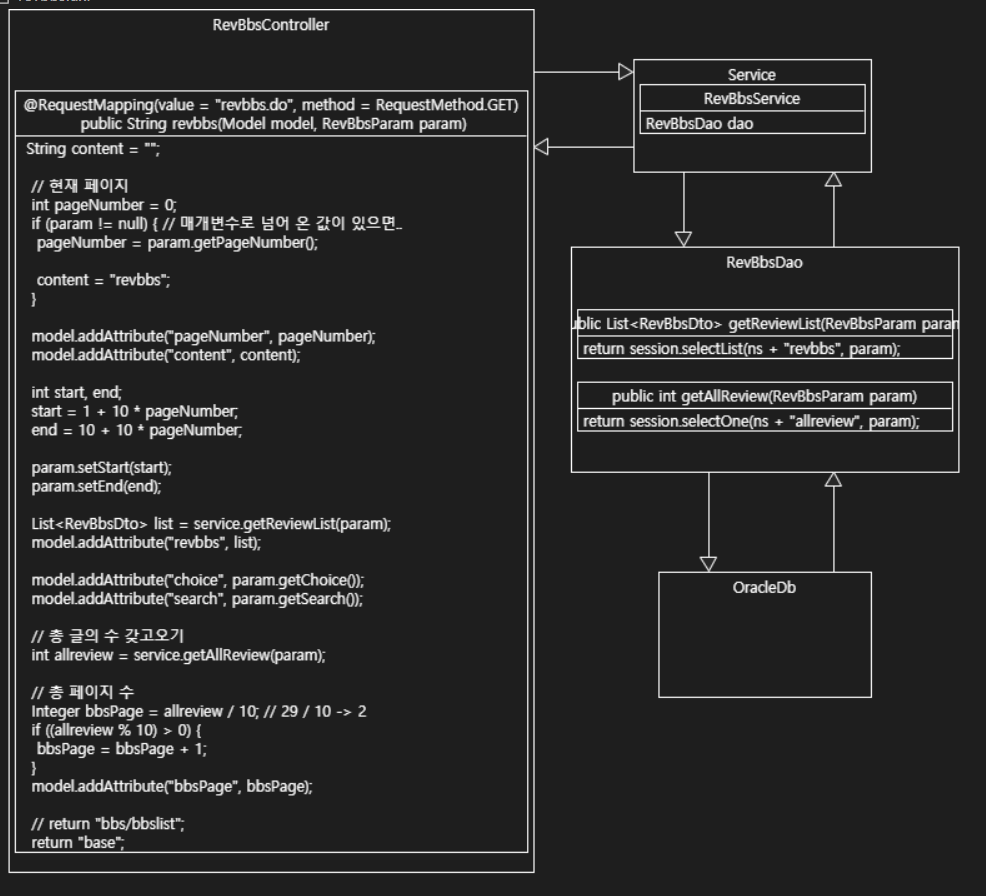 RevBbsController
@RequestMapping(value = "revbbs.do", method = RequestMethod.GET)
public String revbbs(Model model, RevBbsParam param)
String content = "";
// 현재 페이지
int pageNumber = 0;
if (param != null) { // 매개변수로 넘어 온 값이 있으면..
pageNumber = param.getPageNumber();
content = "revbbs";
}
model.addAttribute("pageNumber", pageNumber);
model.addAttribute("content", content);
int start, end;
start = 1 + 10 * pageNumber;
end = 10 + 10 * pageNumber;
param.setStart(start);
param.setEnd(end);
List<RevBbsDto> list = service.getReviewList(param);
model.addAttribute("revbbs", list);
model.addAttribute("choice", param.getChoice());
model.addAttribute("search", param.getSearch());
// 총 글의 수 갖고오기
int allreview = service.getAllReview(param);
// 총 페이지 수
Integer bbsPage = allreview / 10; // 29 / 10 -> 2
if ((allreview % 10) > 0) {
bbsPage = bbsPage + 1;
}
model.addAttribute("bbsPage", bbsPage);
// return "bbs/bbslist";
return "base";
Service
RevBbsService
RevBbsDao dao
RevBbsDao
ublic List<RevBbsDto> getReviewList(RevBbsParam param
return session.selectList(ns + "revbbs", param);
public int getAllReview(RevBbsParam param)
return session.selectOne(ns + "allreview", param);
OracleDb